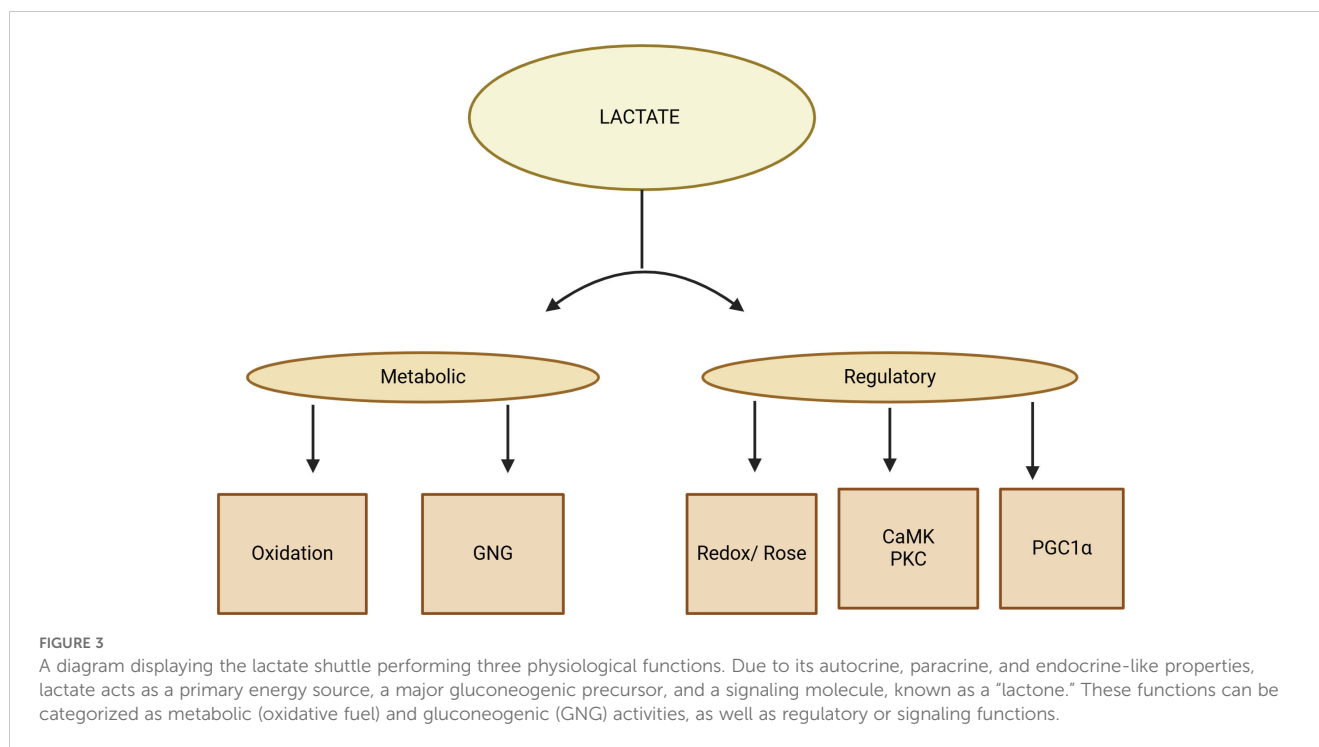 LACTATE
Metabolic
Regulatory
Oxidation
GNG
Redox/ Rose
CaMK
PKC
PGC1α
FIGURE 3
A diagram displaying the lactate shuttle performing three physiological functions. Due to its autocrine, paracrine, and endocrine-like properties,
lactate acts as a primary energy source, a major gluconeogenic precursor, and a signaling molecule, known as a “lactone.” These functions can be
categorized as metabolic (oxidative fuel) and gluconeogenic (GNG) activities, as well as regulatory or signaling functions.